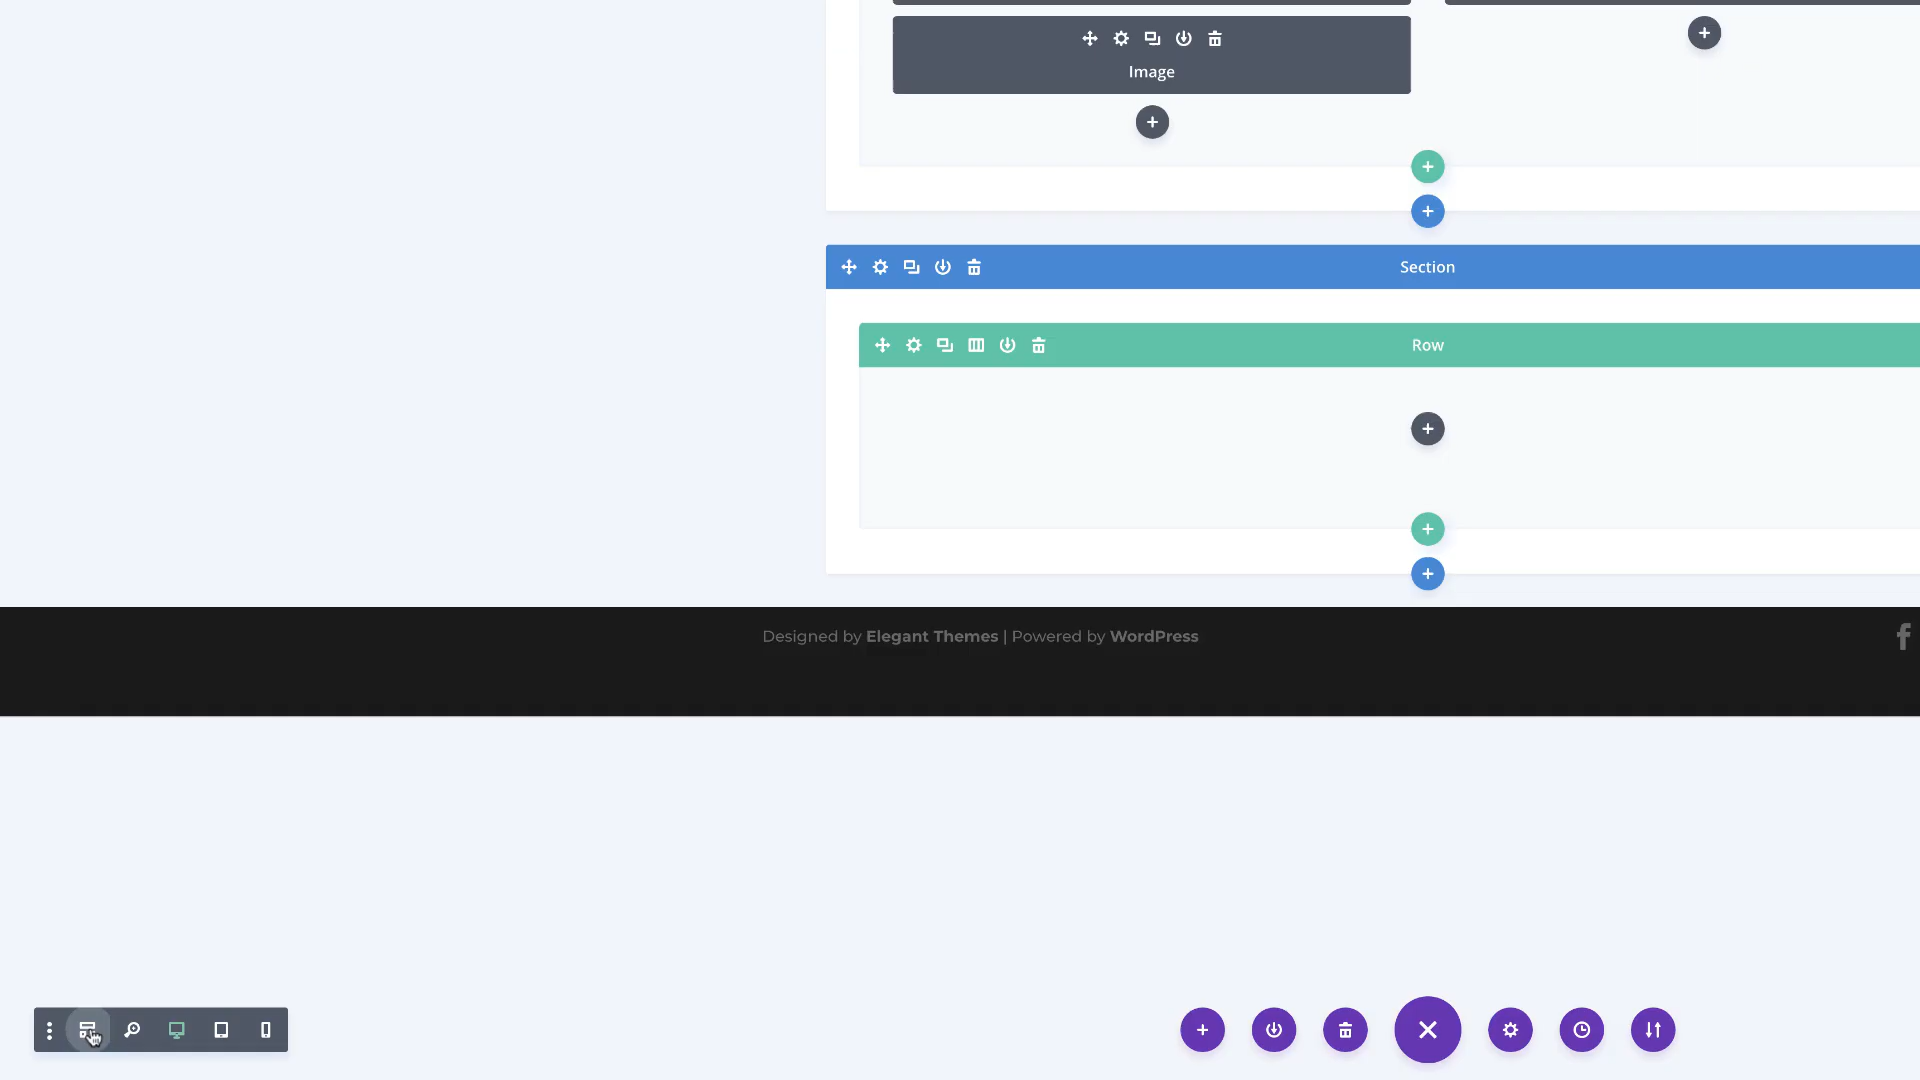 Image
Section
Row
Designed by Elegant Themes | Powered by WordPress